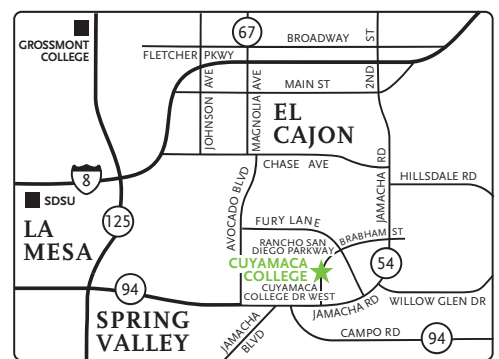 GROSSMONT
COLLEGE
67
BROADWAY
FLETCHER PKWY
JOHNSON AVE
MAGNOLIA AVE
2ND ST
MAIN ST
EL
CAJON
8
CHASE AVE
JAMACHA RD
HILLSDALE RD
SDSU
LA
MESA
125
AVOCADO BLVD
FURY LANE
RANCHO SAN
DIEGO PARKWAY
BRABHAM ST
CUYAMACA
COLLEGE
CUYAMACA
COLLEGE DR WEST
54
94
JAMACHA RD
WILLOW GLEN DR
SPRING
VALLEY
JAMACHA
BLVD
CAMPO RD
94